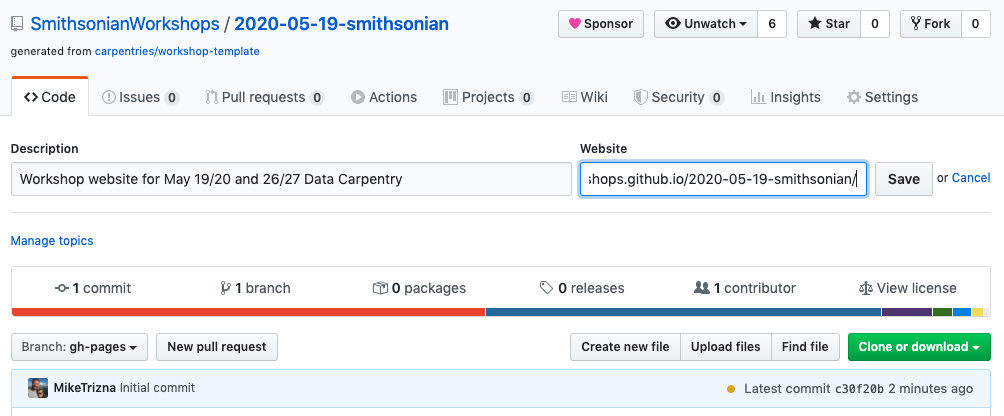 SmithsonianWorkshops / 2020-05-19-smithsonian
Sponsor Unwatch 6 Star 0 Fork 0
generated from carpentries/workshop-template
Code Issues 0 Pull requests 0 Actions Projects 0 Wiki Security 0 Insights Settings
Description Website
Workshop website for May 19/20 and 26/27 Data Carpentry shops.github.io/2020-05-19-smithsonian/ Save or Cancel
Manage topics
1 commit 1 branch 0 packages 0 releases 1 contributor View license
Branch: gh-pages New pull request Create new file Upload files Find file Clone or download
MikeTrizna Initial commit Latest commit c30f20b 2 minutes ago